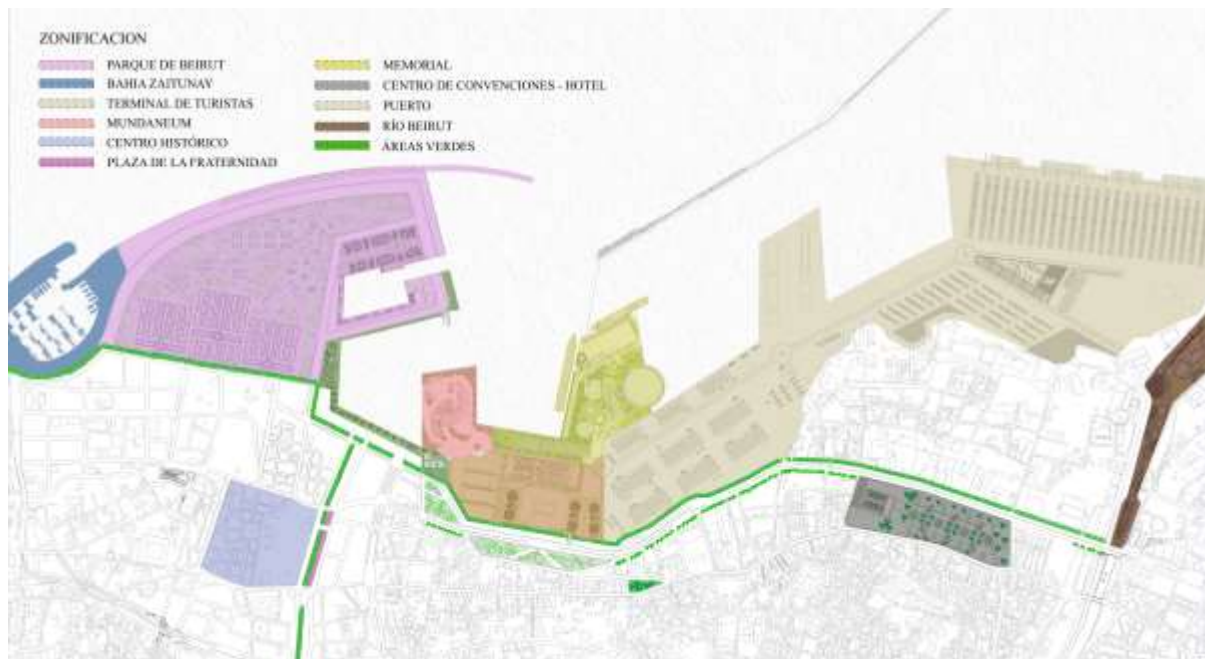 ZONIFICACION
PARQUE DE BEIRUT
BAHIA ZAITUNAY
TERMINAL DE TURISTAS
MUNDANEUM
CENTRO HISTÓRICO
PLAZA DE LA FRATERNIDAD
MEMORIAL
CENTRO DE CONVENCIONES - HOTEL
PUERTO
RÍO BEIRUT
ÁREAS VERDES